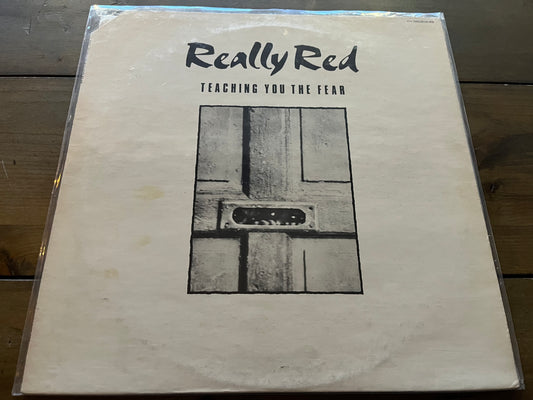 Really Red
TEACHING YOU THE FEAR